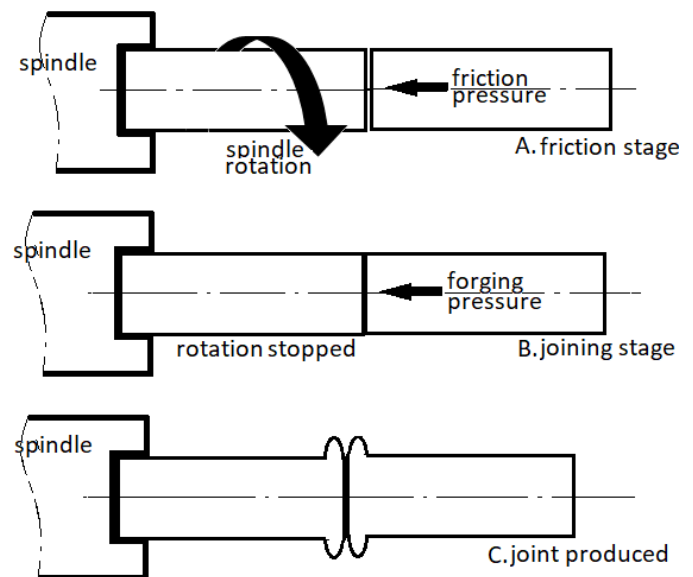 spindle
friction
pressure
spindle
rotation
A. friction stage
spindle
forging
pressure
rotation stopped
B. joining stage
spindle
C. joint produced